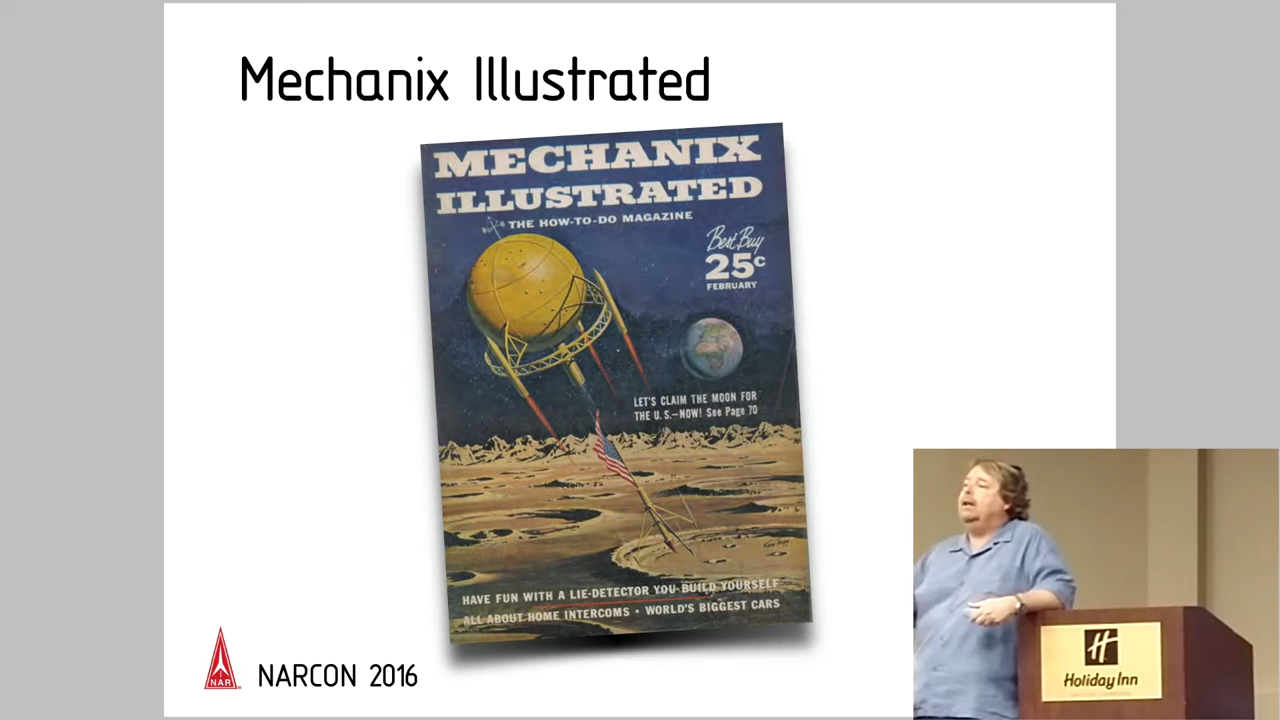 Mechanix Illustrated
MECHANIX
ILLUSTRATED
THE HOW-TO-DO MAGAZINE
Best Buy
25c
FEBRUARY
LET'S CLAIM THE MOON FOR
THE U.S.—NOW! See Page 70
HAVE FUN WITH A LIE-DETECTOR YOU BUILD YOURSELF
ALL ABOUT HOME INTERCOMS • WORLD'S BIGGEST CARS
NAR
NARCON 2016
H
Holiday Inn